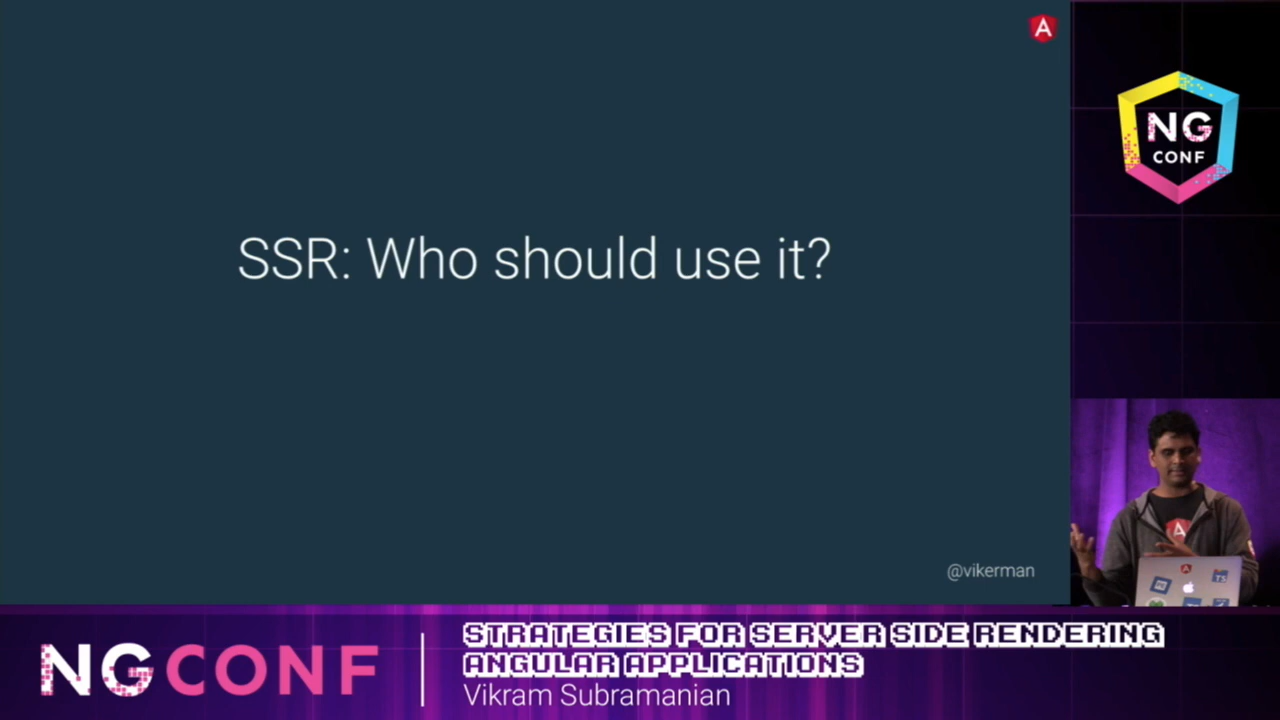 NG
CONF
SSR: Who should use it?
@vikerman
NGCONF
STRATEGIES FOR SERVER SIDE RENDERING
ANGULAR APPLICATIONS
Vikram Subramanian